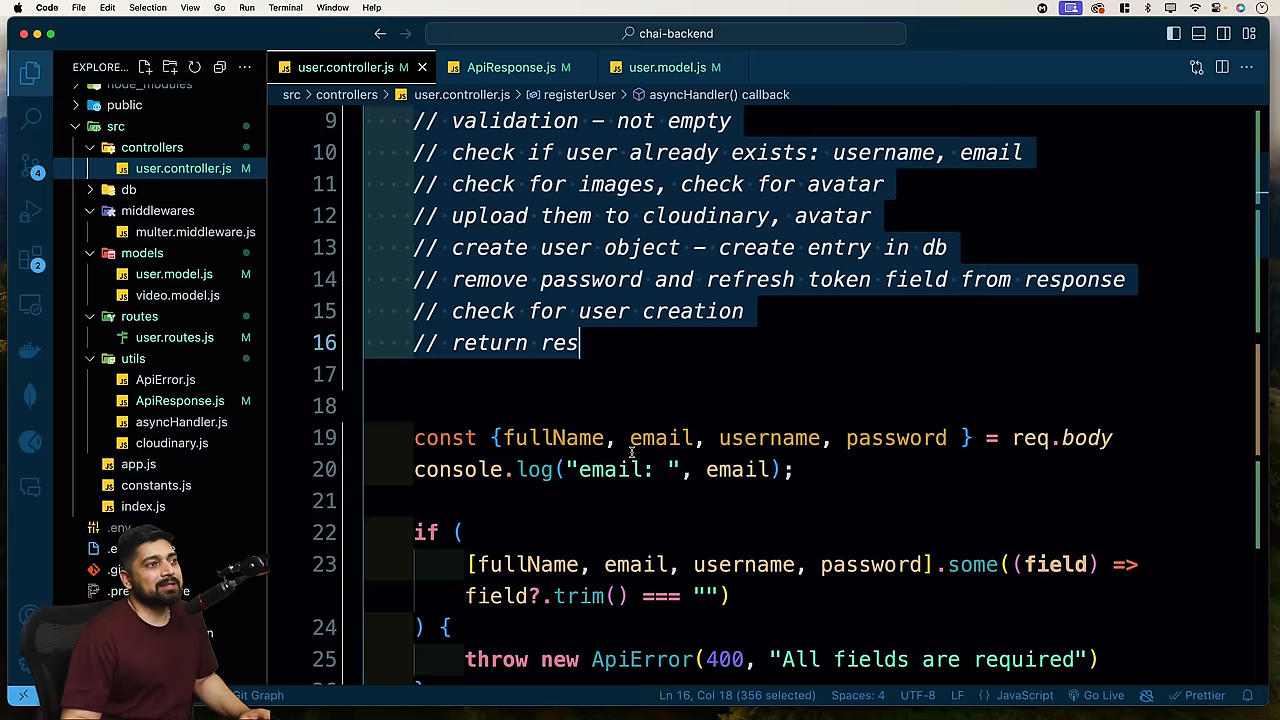 Code File Edit Selection View Go Run Terminal Window Help
chai-backend
EXPLORE...
user.controller.js M
ApiResponse.js M
user.model.js M
src > controllers > user.controller.js > registerUser > asyncHandler() callback
node_modules
public
src
controllers
user.controller.js M
db
middlewares
multer.middleware.js
models
user.model.js M
video.model.js
routes
user.routes.js M
utils
ApiError.js
ApiResponse.js M
asyncHandler.js
cloudinary.js
app.js
constants.js
index.js
.env
4
2
9 // validation - not empty
10 // check if user already exists: username, email
11 // check for images, check for avatar
12 // upload them to cloudinary, avatar
13 // create user object - create entry in db
14 // remove password and refresh token field from response
15 // check for user creation
16 // return res
17
18
19 const {fullName, email, username, password } = req.body
20 console.log("email: ", email);
21
22 if (
23 [fullName, email, username, password].some((field) =>
field?.trim() === "")
24 ) {
25 throw new ApiError(400, "All fields are required")
Git Graph
Ln 16, Col 18 (356 selected) Spaces: 4 UTF-8 LF {} JavaScript Go Live Prettier